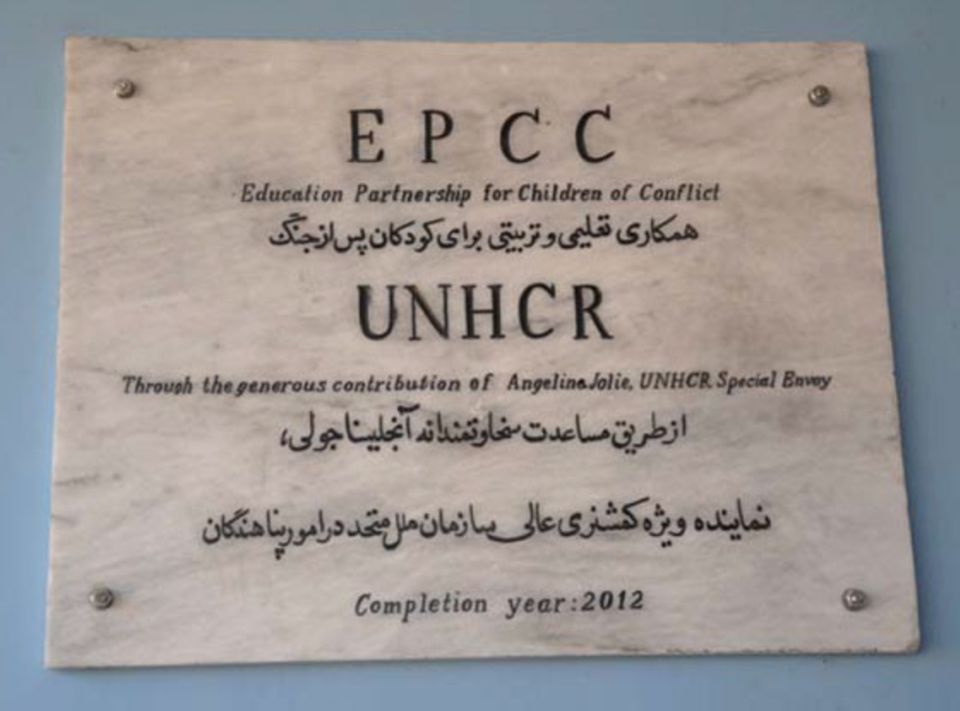 E P C C
Education Partnership for Children of Conflict
همکاری تعلیمی و تربیتی برای کودکان پس از جنگ
UNHCR
Through the generous contribution of Angelina Jolie, UNHCR Special Envoy
از طریق مساعدت سخاوتمندانه آنجلینا جولی،
نماینده ویژه کمشنری عالی سازمان ملل متحد در امور پناهندگان
Completion year:2012